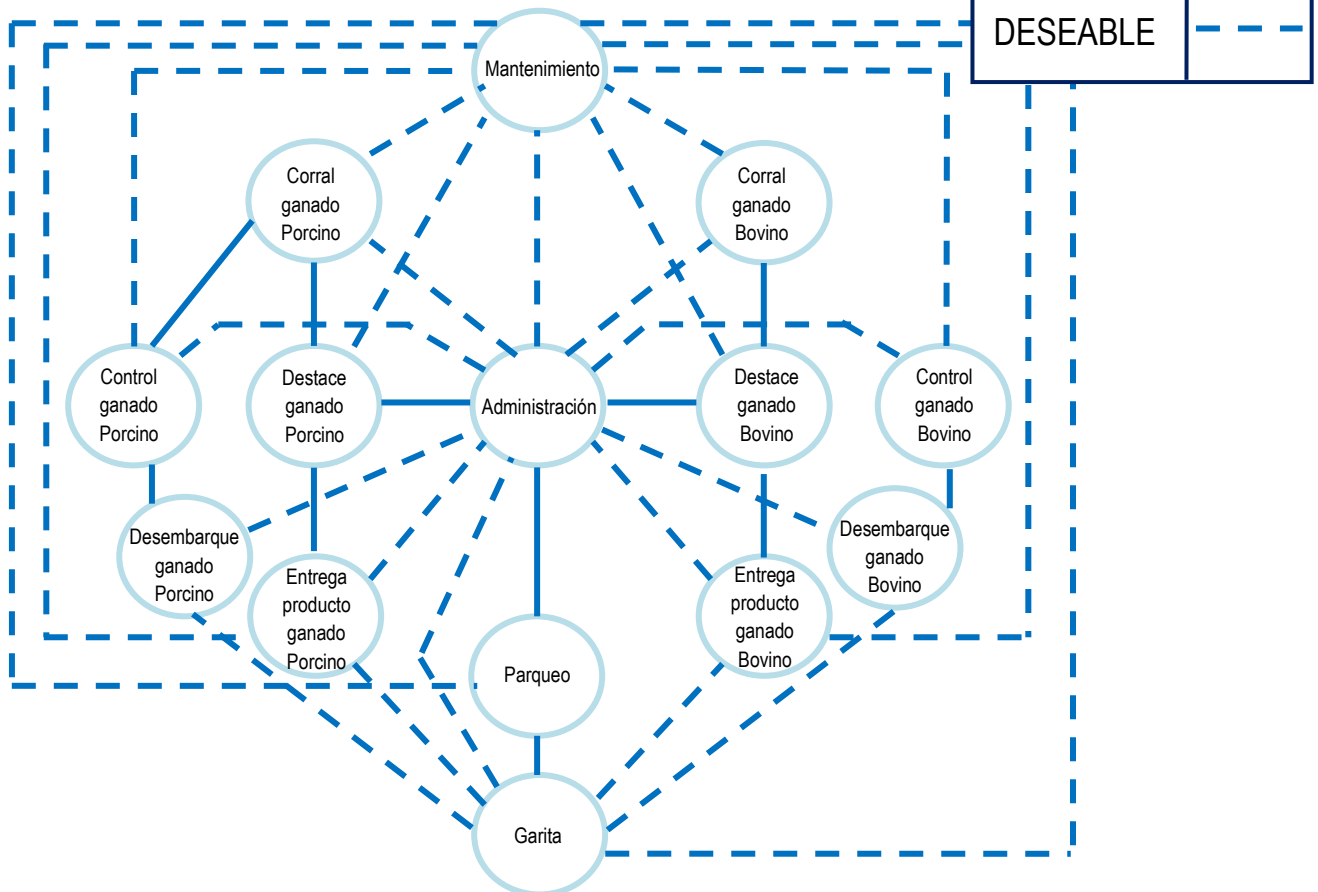 DESEABLE
Mantenimiento
Corral
ganado
Porcino
Corral
ganado
Bovino
Control
ganado
Porcino
Destace
ganado
Porcino
Administración
Destace
ganado
Bovino
Control
ganado
Bovino
Desembarque
ganado
Porcino
Entrega
producto
ganado
Porcino
Parqueo
Entrega
producto
ganado
Bovino
Desembarque
ganado
Bovino
Garita